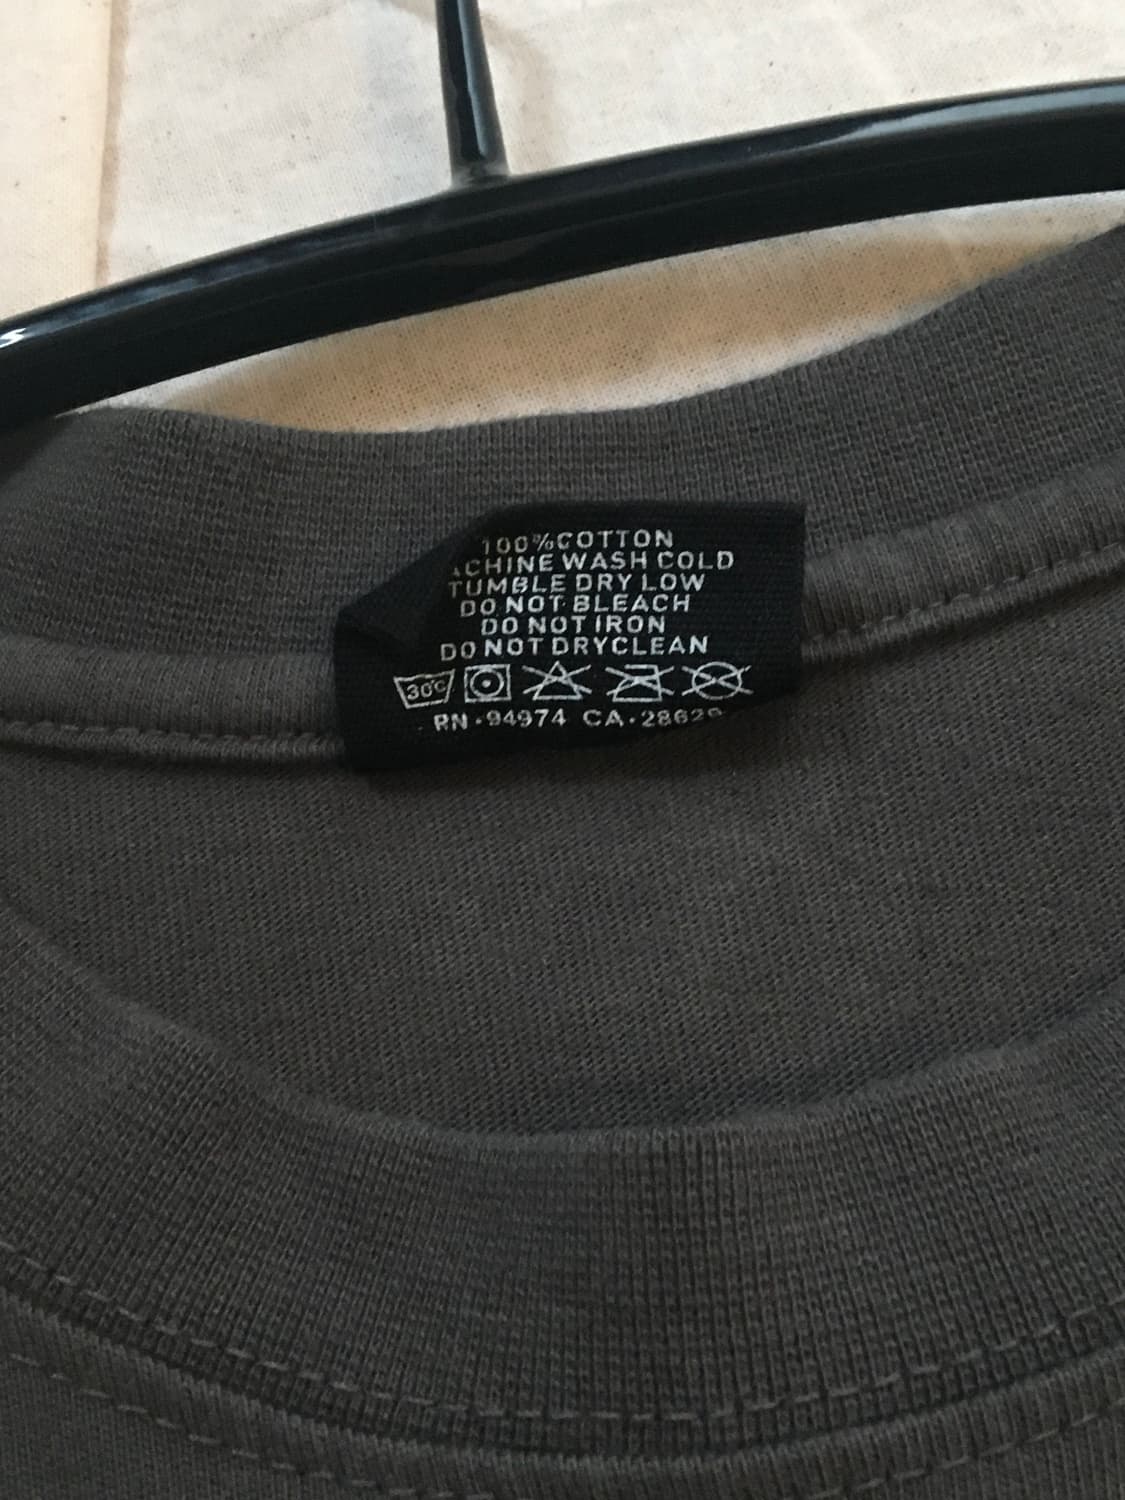 100%COTTON
WASH COLD
TUMBLE DRY LOW
DO NOT BLEACH
DO NOT IRON
DO NOT DRYCLEAN
30°C
RN·94974 CA·28629